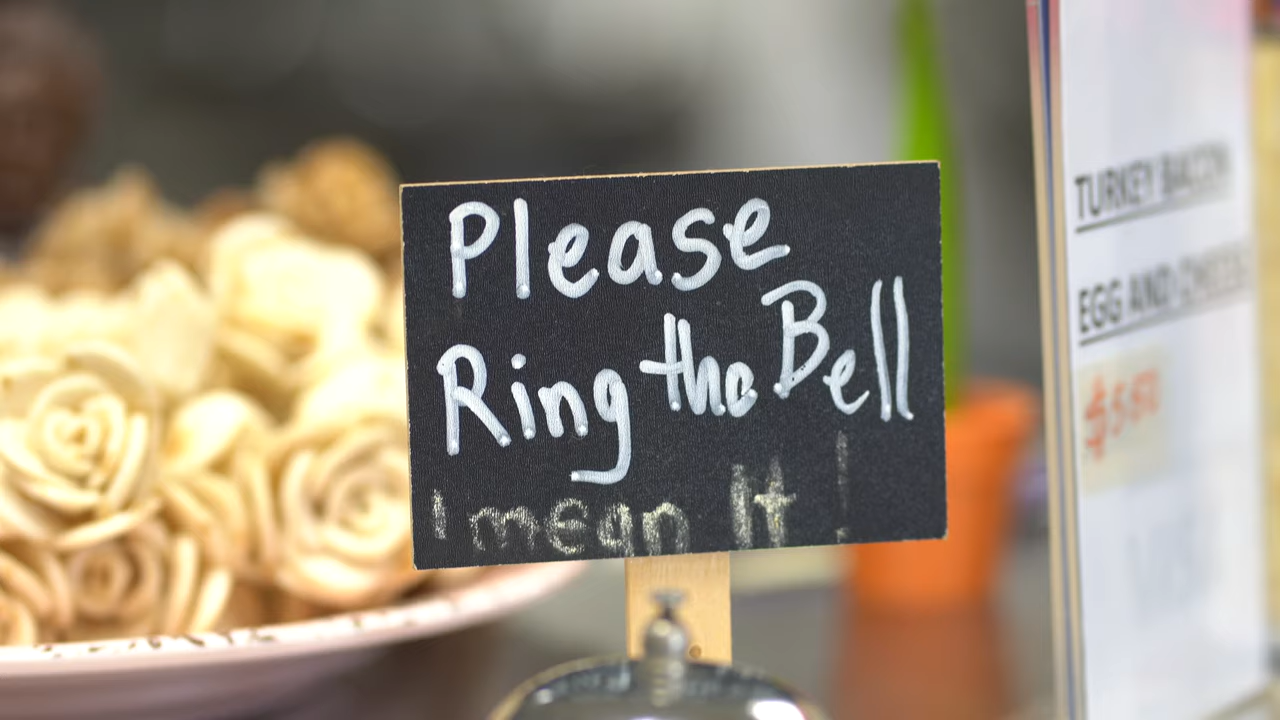 Please
Ring the Bell
I mean It!
TURKEY BACON
EGG AND CHEESE